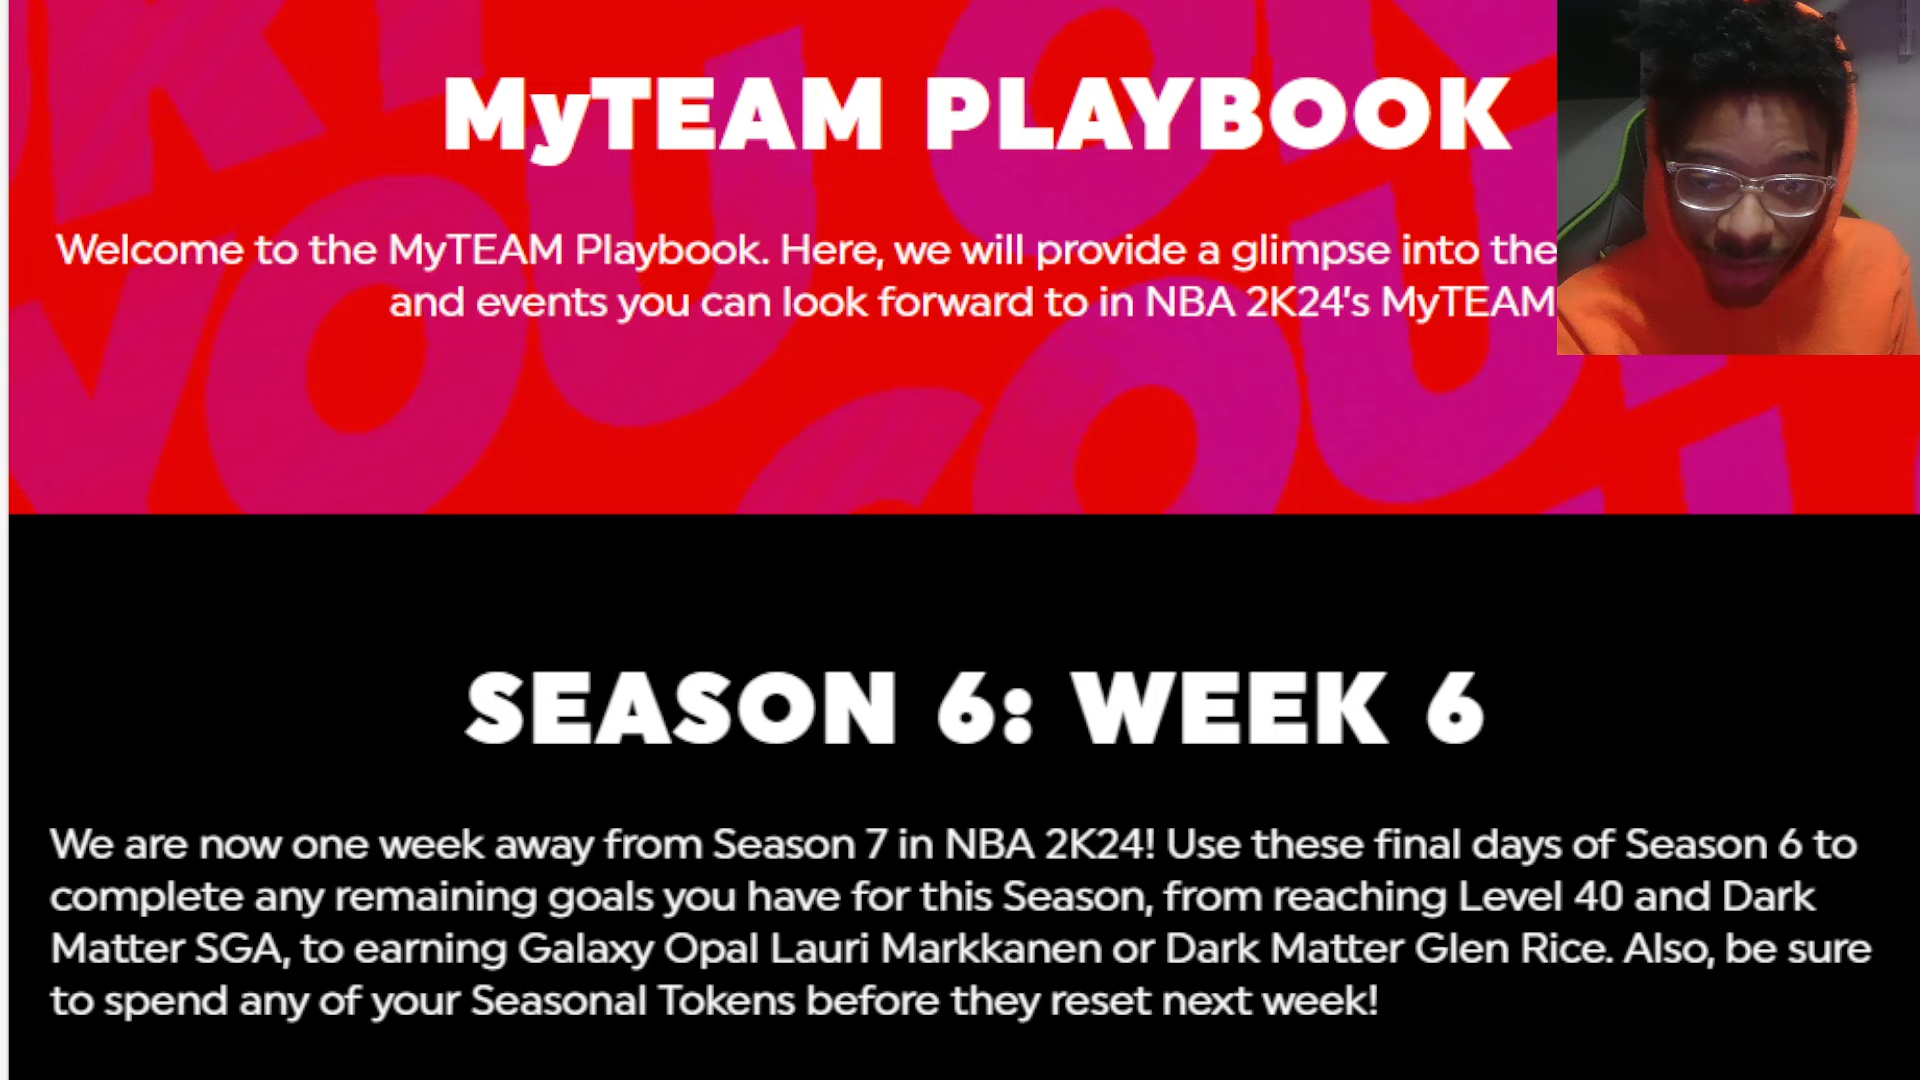 MyTEAM PLAYBOOK
Welcome to the MyTEAM Playbook. Here, we will provide a glimpse into the
and events you can look forward to in NBA 2K24's MyTEAM
SEASON 6: WEEK 6
We are now one week away from Season 7 in NBA 2K24! Use these final days of Season 6 to
complete any remaining goals you have for this Season, from reaching Level 40 and Dark
Matter SGA, to earning Galaxy Opal Lauri Markkanen or Dark Matter Glen Rice. Also, be sure
to spend any of your Seasonal Tokens before they reset next week!